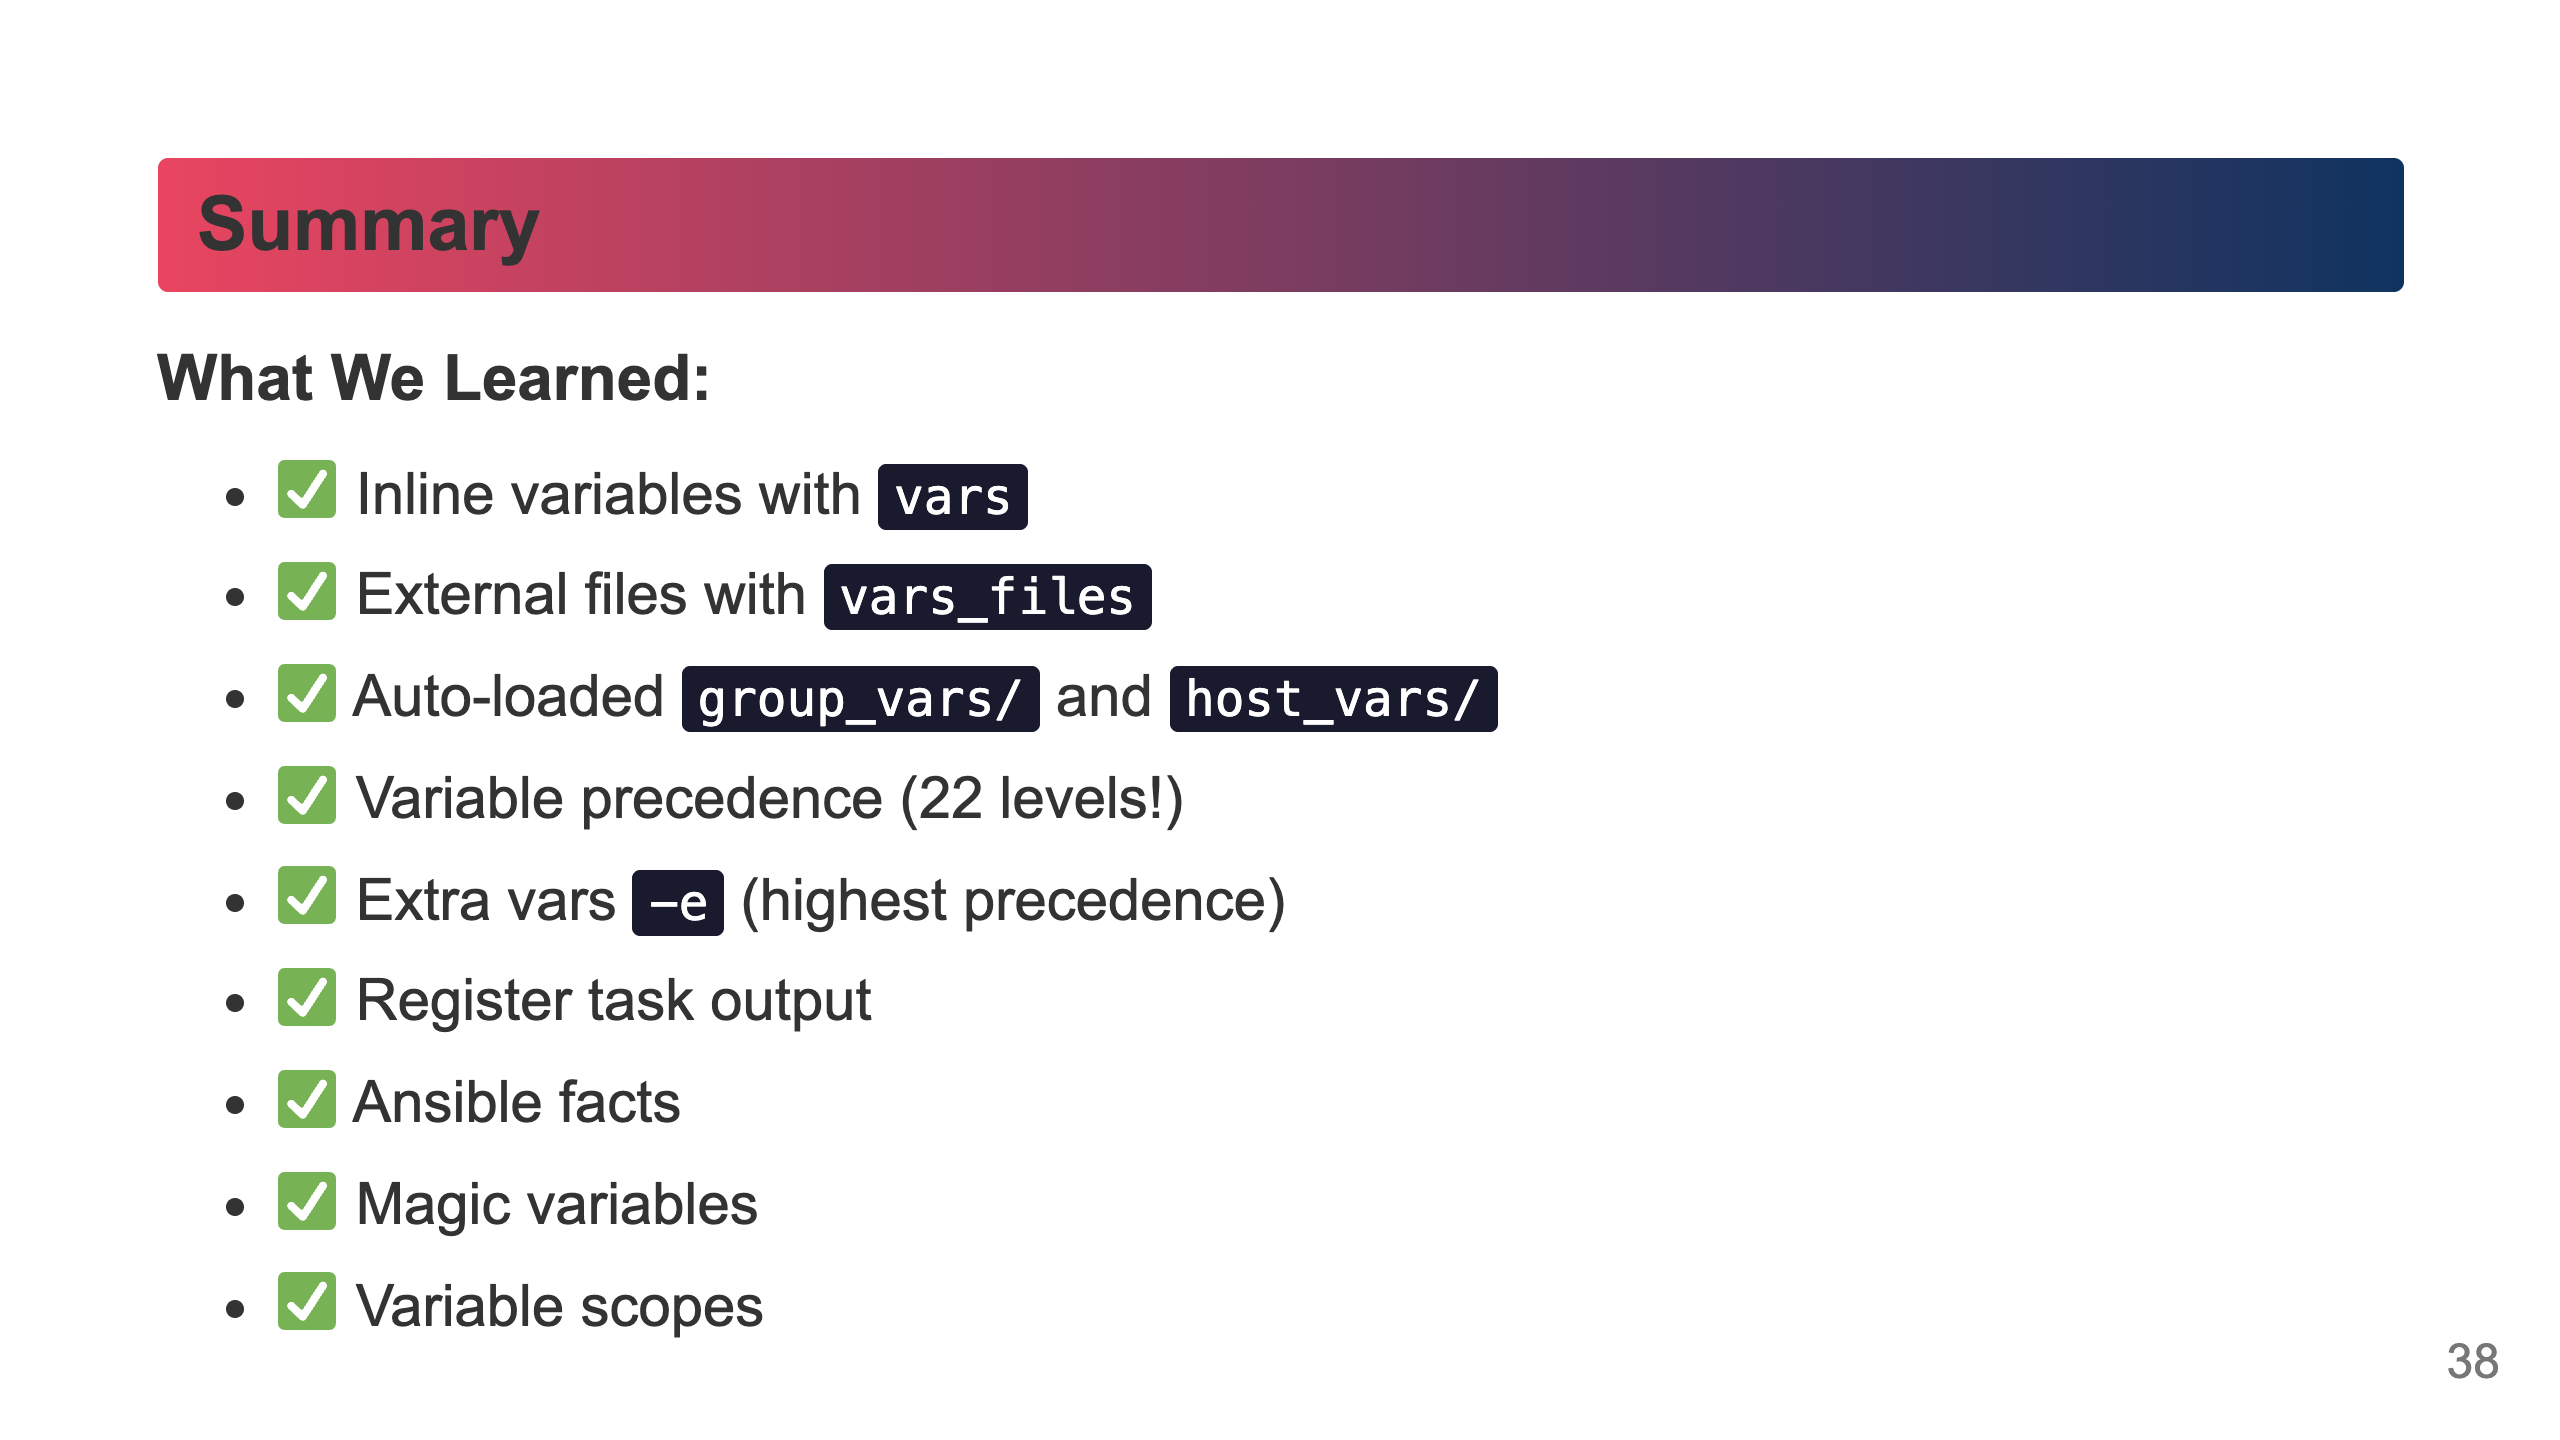 Summary
What We Learned:
• ✅ Inline variables with vars
• ✅ External files with vars_files
• ✅ Auto-loaded group_vars/ and host_vars/
• ✅ Variable precedence (22 levels!)
• ✅ Extra vars -e (highest precedence)
• ✅ Register task output
• ✅ Ansible facts
• ✅ Magic variables
• ✅ Variable scopes
38